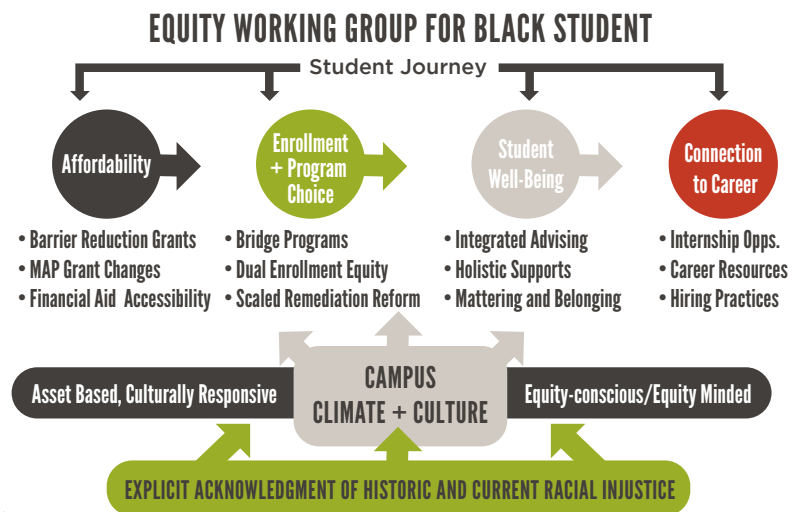 EQUITY WORKING GROUP FOR BLACK STUDENT
Student Journey
Affordability
Enrollment
+ Program
Choice
Student
Well-Being
Connection
to Career
• Barrier Reduction Grants
• MAP Grant Changes
• Financial Aid Accessibility
• Bridge Programs
• Dual Enrollment Equity
• Scaled Remediation Reform
• Integrated Advising
• Holistic Supports
• Mattering and Belonging
• Internship Opps.
• Career Resources
• Hiring Practices
Asset Based, Culturally Responsive
CAMPUS
CLIMATE + CULTURE
Equity-conscious/Equity Minded
EXPLICIT ACKNOWLEDGMENT OF HISTORIC AND CURRENT RACIAL INJUSTICE